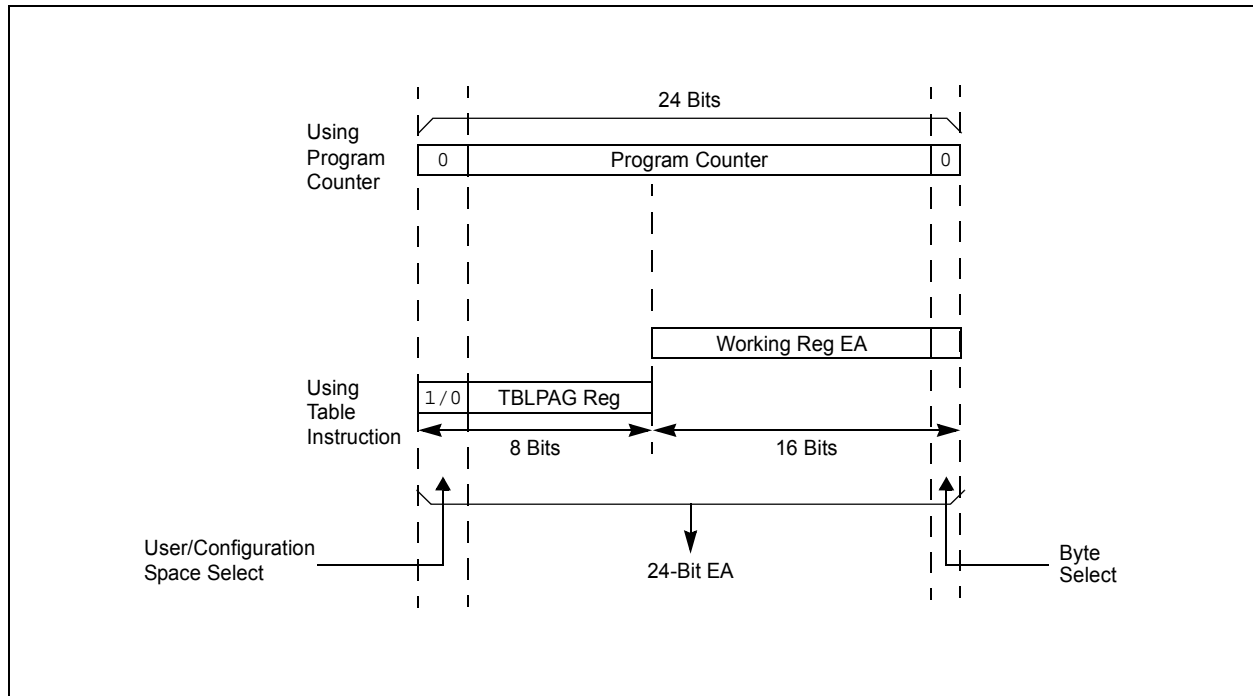 24 Bits
Using
Program
Counter
0
Program Counter
0
Working Reg EA
Using
Table
Instruction
1/0
TBLPAG Reg
8 Bits
16 Bits
User/Configuration
Space Select
24-Bit EA
Byte
Select